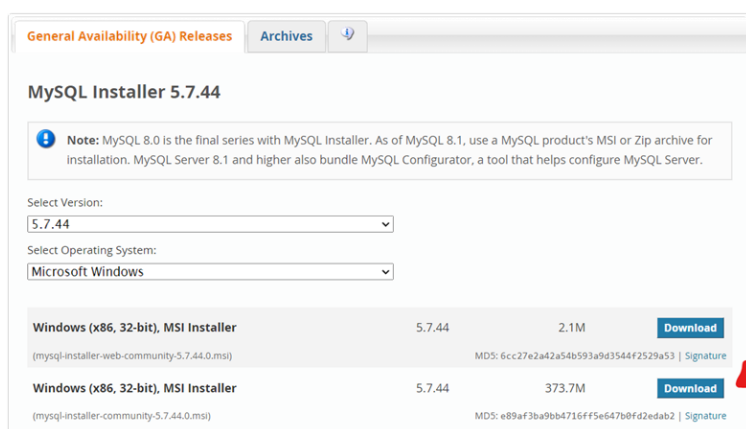 General Availability (GA) Releases
Archives
MySQL Installer 5.7.44
Note: MySQL 8.0 is the final series with MySQL Installer. As of MySQL 8.1, use a MySQL product's MSI or Zip archive for
installation. MySQL Server 8.1 and higher also bundle MySQL Configurator, a tool that helps configure MySQL Server.
Select Version:
5.7.44
Select Operating System:
Microsoft Windows
Windows (x86, 32-bit), MSI Installer 5.7.44 2.1M Download
(mysql-installer-web-community-5.7.44.0.msi) MD5: 6cc27e2a42a54b593a9d3544f2529a53 | Signature
Windows (x86, 32-bit), MSI Installer 5.7.44 373.7M Download
(mysql-installer-community-5.7.44.0.msi) MD5: e89af3ba9bb4716ff5e647b0fd2edab2 | Signature